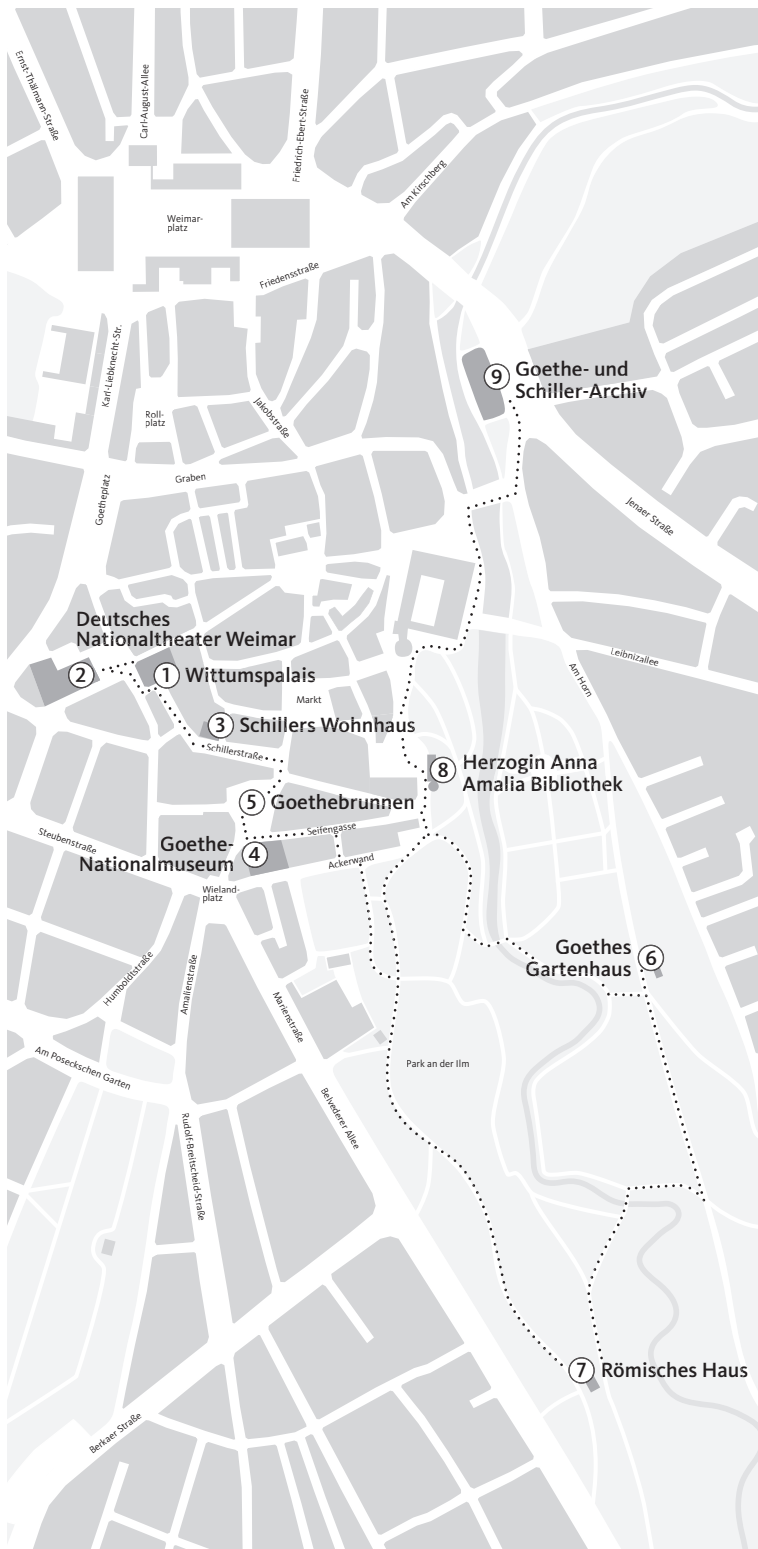 Ernst-Thälmann-Straße
Carl-August-Allee
Friedrich-Ebert-Straße
Am Kirschberg
Weimar-
platz
Friedensstraße
Karl-Liebknecht-Str.
Roll-
platz
Jakobstraße
9
Goethe- und
Schiller-Archiv
Goetheplatz
Graben
Jenaer Straße
Deutsches
Nationaltheater Weimar
2
1
Wittumspalais
Leibnizallee
Am Horn
Markt
3
Schillers Wohnhaus
Schillerstraße
8
Herzogin Anna
Amalia Bibliothek
5
Goethebrunnen
Seifengasse
Steubenstraße
Goethe-
Nationalmuseum
4
Ackerwand
Wieland-
platz
Goethes
Gartenhaus
6
Humboldtstraße
Amalienstraße
Marienstraße
Am Poseckschen Garten
Park an der Ilm
Belvederer Allee
Rudolf-Breitscheid-Straße
7
Römisches Haus
Berkaer Straße